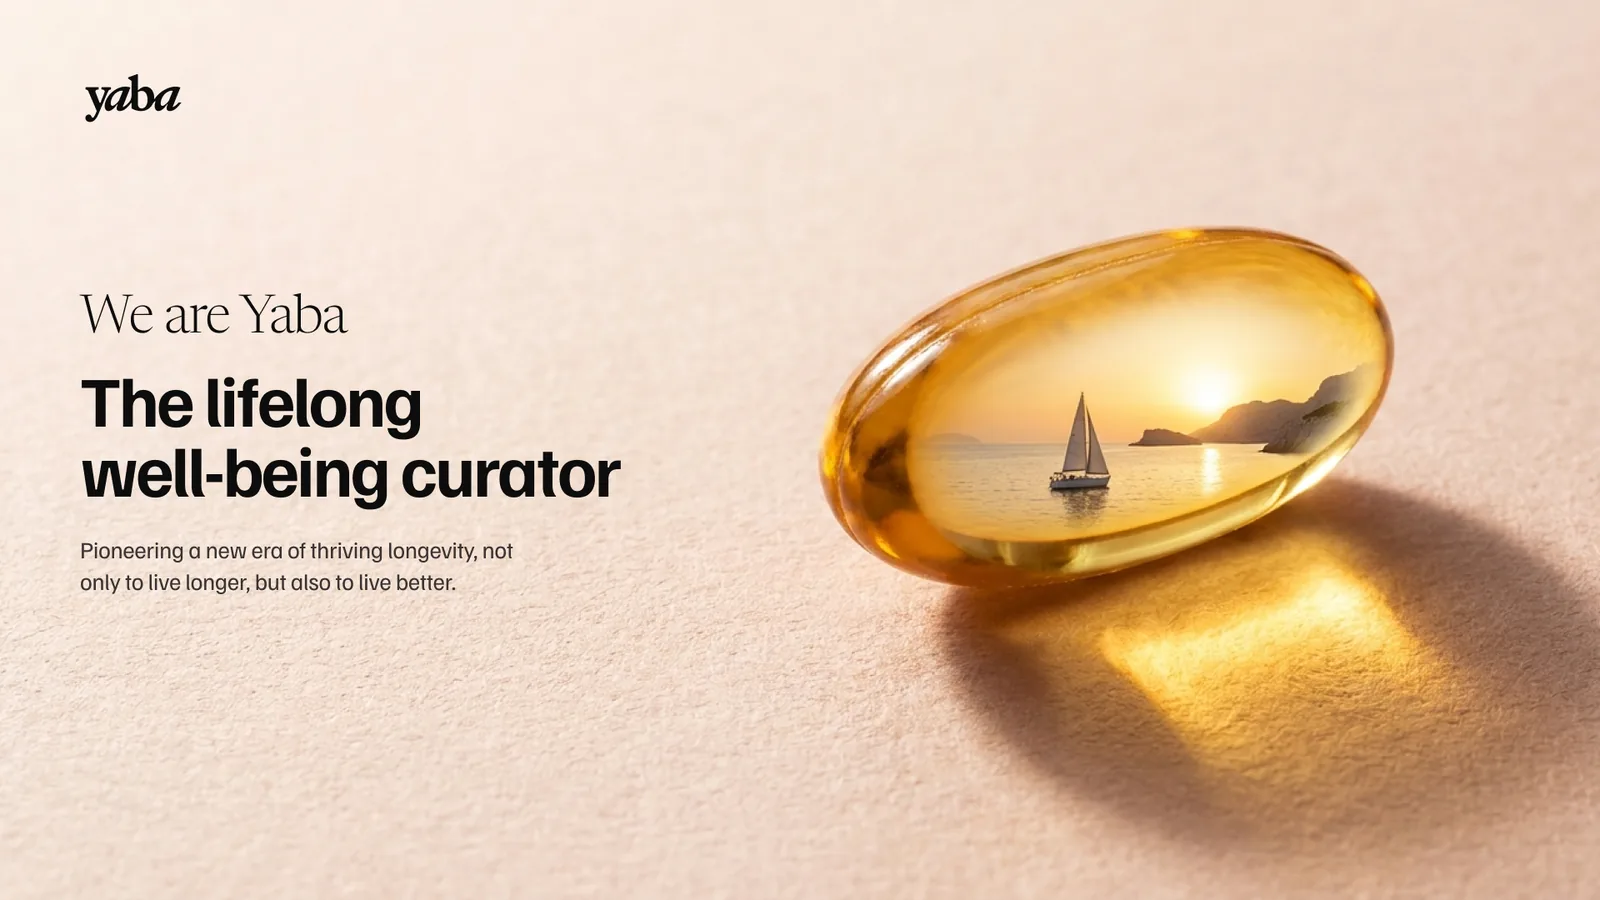 yaba
We are Yaba
The lifelong
well-being curator
Pioneering a new era of thriving longevity, not
only to live longer, but also to live better.